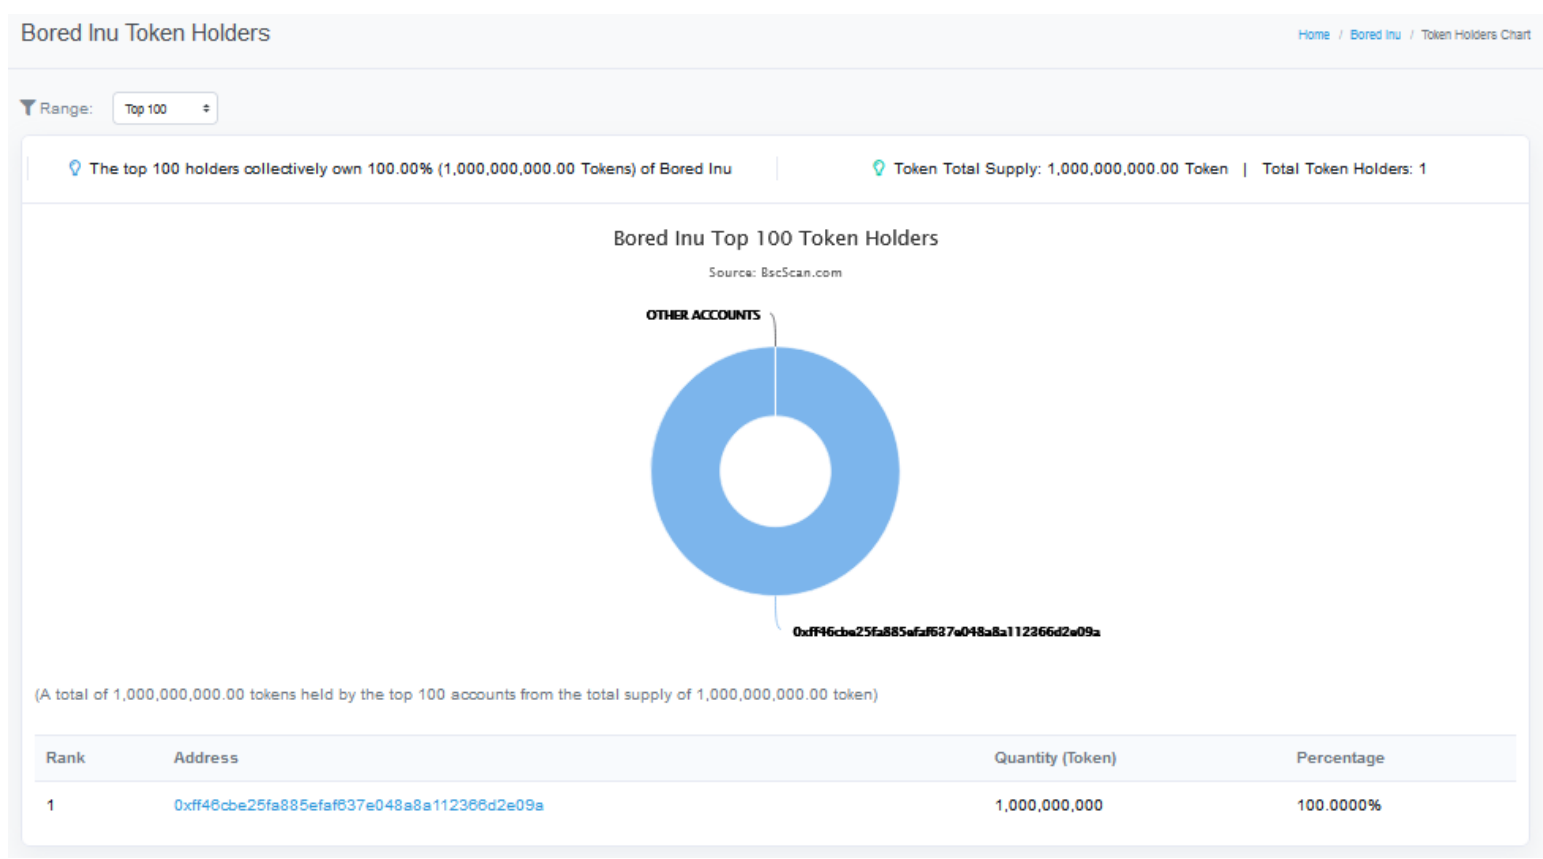 Bored Inu Token Holders
Home / Bored Inu / Token Holders Chart
Range: Top 100
The top 100 holders collectively own 100.00% (1,000,000,000.00 Tokens) of Bored Inu
Token Total Supply: 1,000,000,000.00 Token | Total Token Holders: 1
Bored Inu Top 100 Token Holders
Source: BscScan.com
OTHER ACCOUNTS
0xff46cbe25fa885efaf637e048a8a112366d2e09a
(A total of 1,000,000,000.00 tokens held by the top 100 accounts from the total supply of 1,000,000,000.00 token)
Rank Address Quantity (Token) Percentage
1 0xff46cbe25fa885efaf637e048a8a112366d2e09a 1,000,000,000 100.0000%